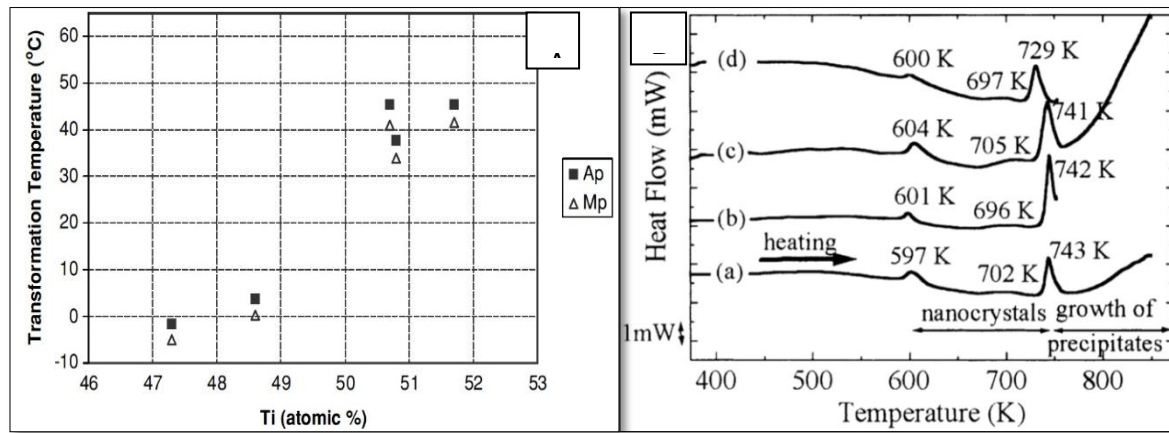 60
50
40
30
20
10
0
-10
46 47 48 49 50 51 52 53
Transformation Temperature (°C)
Ti (atomic %)
Ap
Mp
Heat Flow (mW)
(d)
600 K
697 K
729 K
(c)
604 K
705 K
741 K
(b)
601 K
696 K
742 K
heating
(a)
597 K
702 K
743 K
nanocrystals
growth of
precipitates
1mW
400 500 600 700 800
Temperature (K)